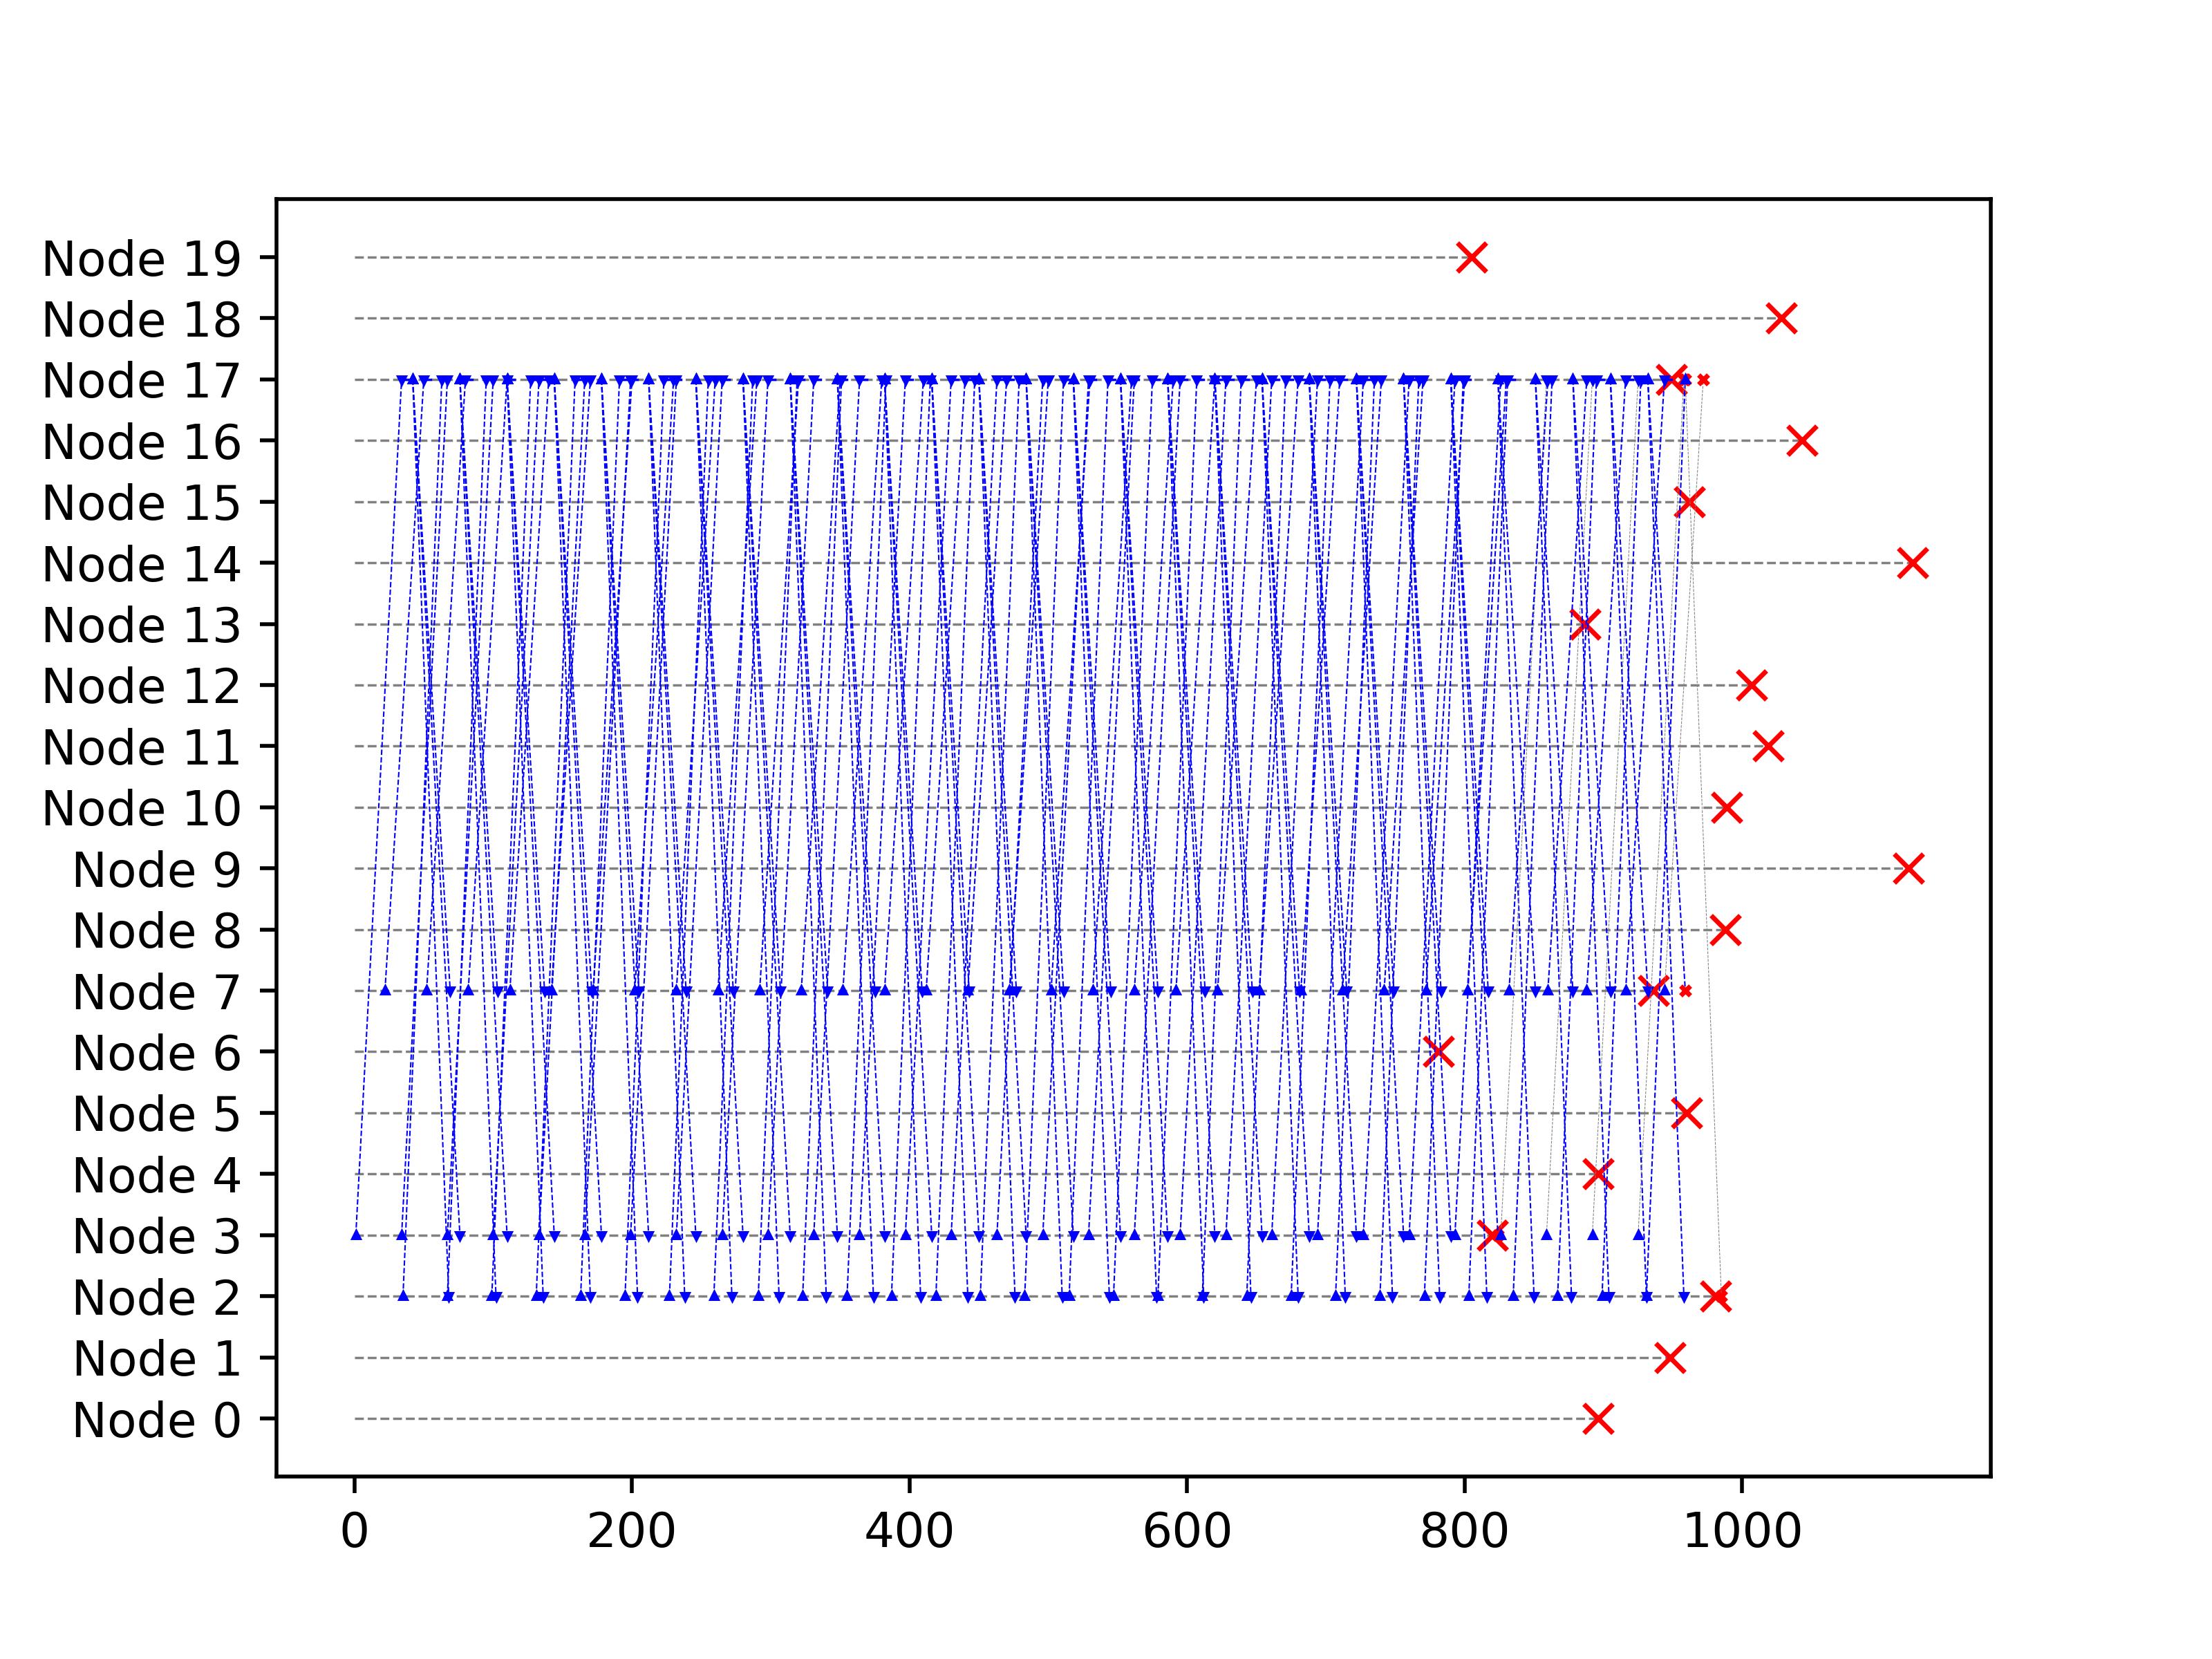 Node 19
Node 18
Node 17
Node 16
Node 15
Node 14
Node 13
Node 12
Node 11
Node 10
Node 9
Node 8
Node 7
Node 6
Node 5
Node 4
Node 3
Node 2
Node 1
Node 0
0 200 400 600 800 1000